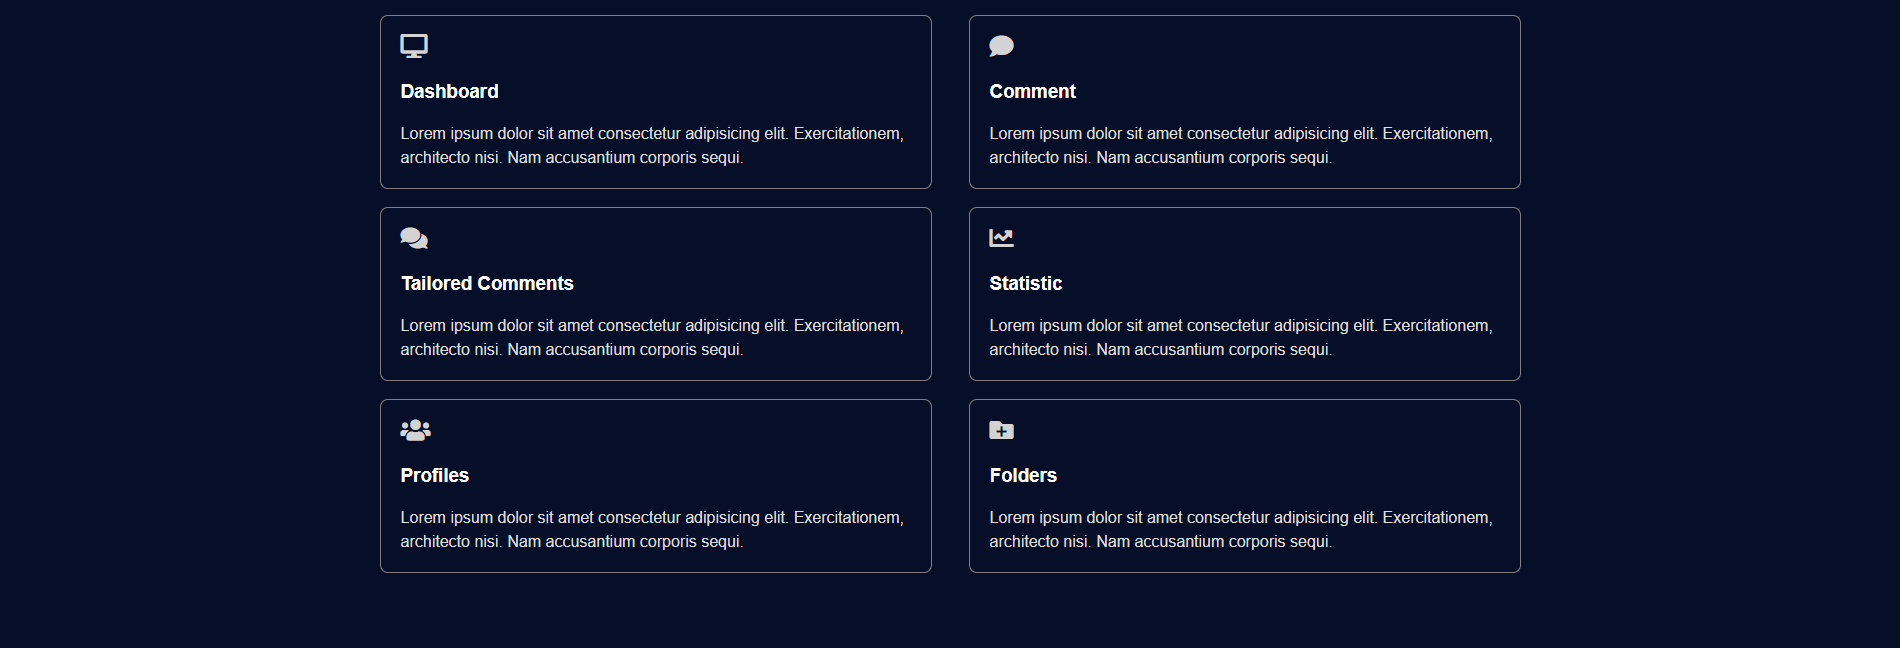 Dashboard
Lorem ipsum dolor sit amet consectetur adipisicing elit. Exercitationem,
architecto nisi. Nam accusantium corporis sequi.
Comment
Lorem ipsum dolor sit amet consectetur adipisicing elit. Exercitationem,
architecto nisi. Nam accusantium corporis sequi.
Tailored Comments
Lorem ipsum dolor sit amet consectetur adipisicing elit. Exercitationem,
architecto nisi. Nam accusantium corporis sequi.
Statistic
Lorem ipsum dolor sit amet consectetur adipisicing elit. Exercitationem,
architecto nisi. Nam accusantium corporis sequi.
Profiles
Lorem ipsum dolor sit amet consectetur adipisicing elit. Exercitationem,
architecto nisi. Nam accusantium corporis sequi.
Folders
Lorem ipsum dolor sit amet consectetur adipisicing elit. Exercitationem,
architecto nisi. Nam accusantium corporis sequi.